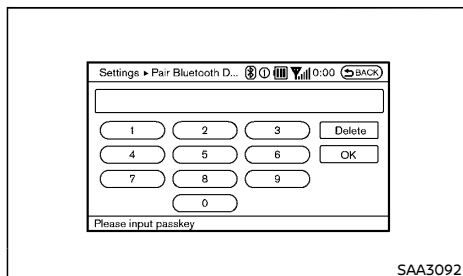 Settings ▸ Pair Bluetooth D... 0:00 BACK
1 2 3 Delete
4 5 6 OK
7 8 9
0
Please input passkey
SAA3092